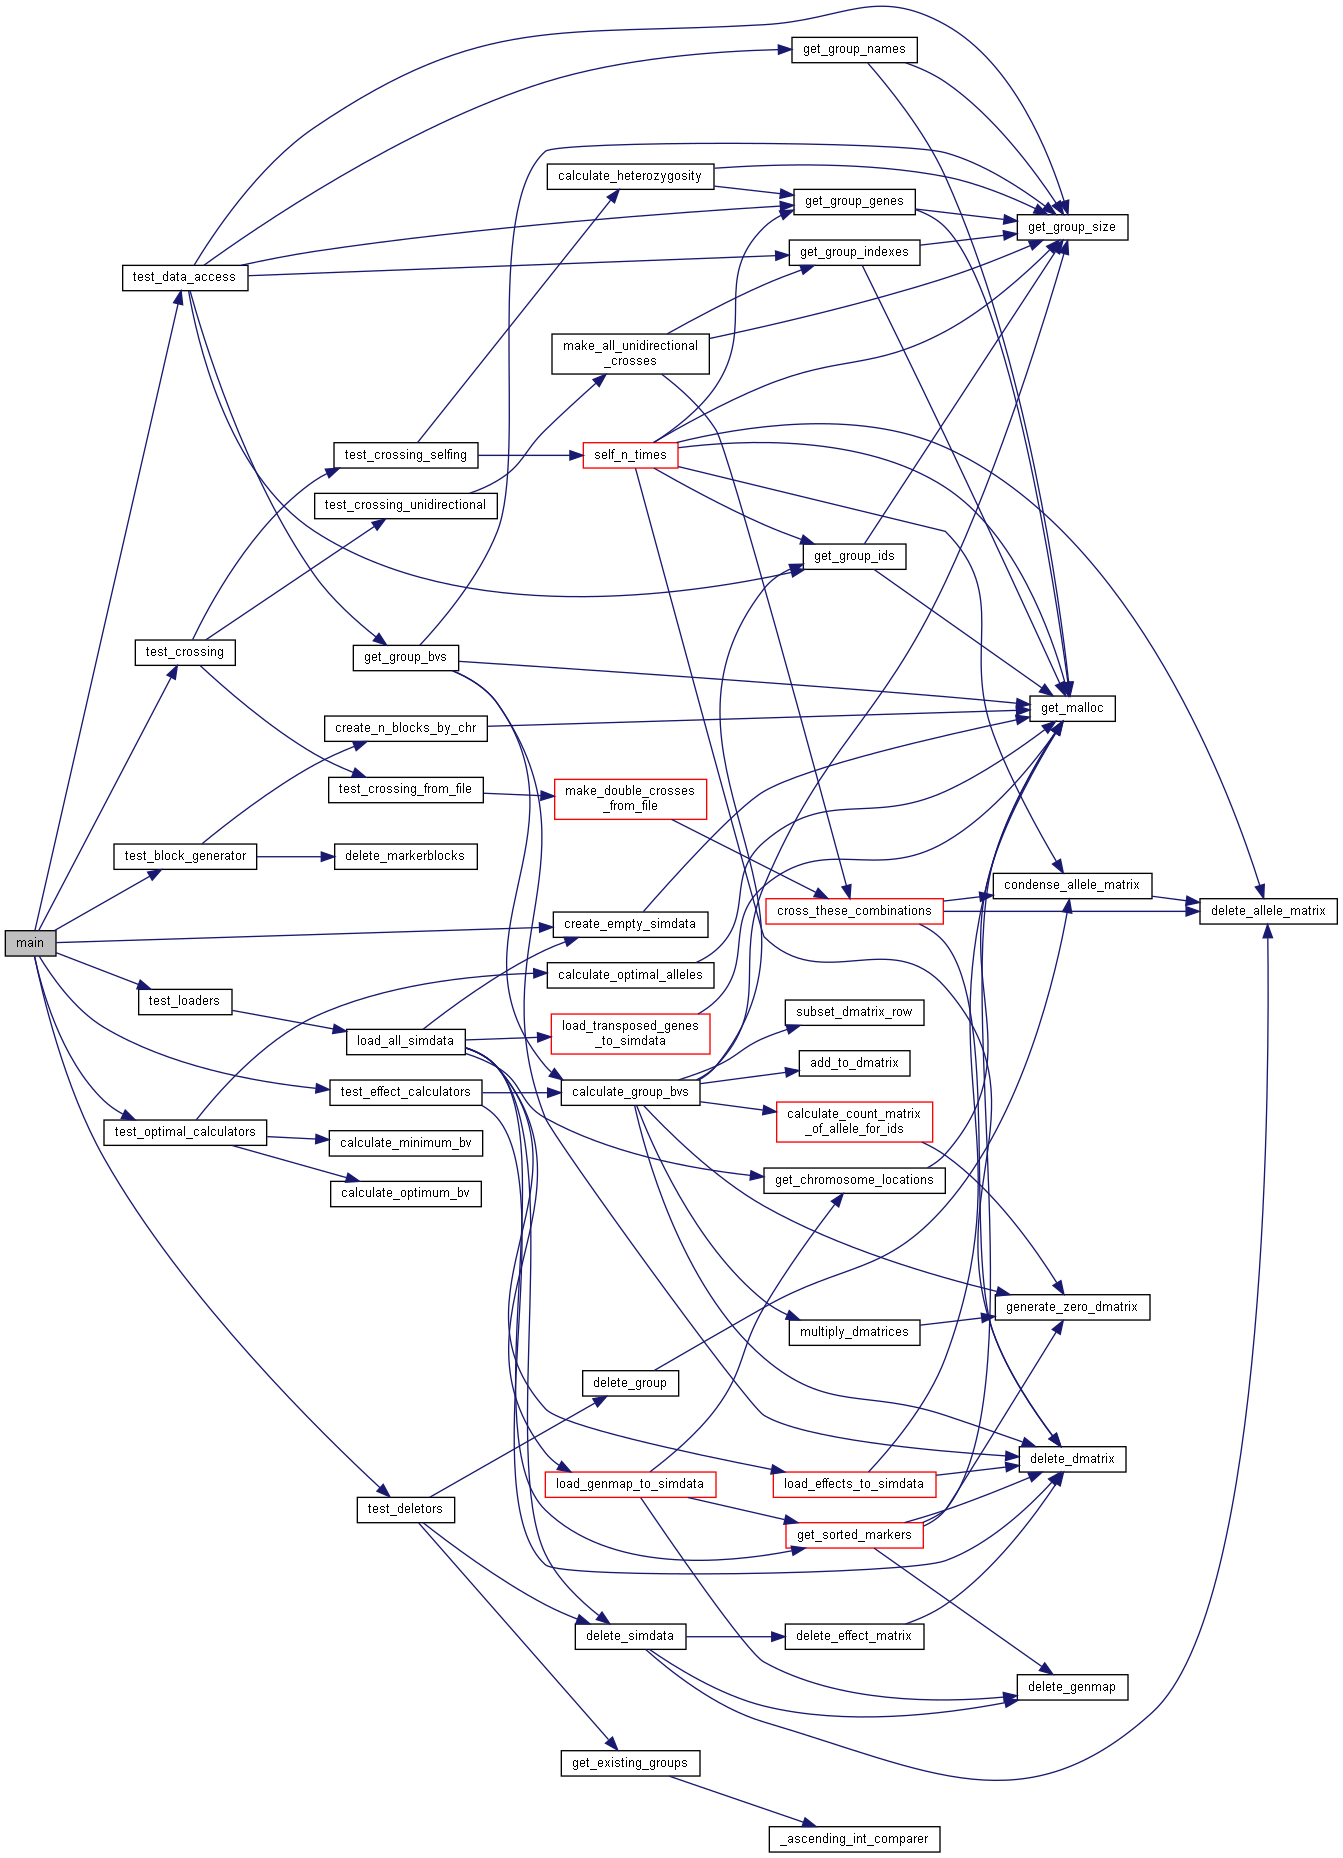 get_group_names
calculate_heterozygosity
get_group_genes
get_group_size
get_group_indexes
test_data_access
make_all_unidirectional
_crosses
test_crossing_selfing
self_n_times
test_crossing_unidirectional
get_group_ids
test_crossing
get_group_bvs
get_malloc
create_n_blocks_by_chr
test_crossing_from_file
make_double_crosses
_from_file
test_block_generator
delete_markerblocks
condense_allele_matrix
cross_these_combinations
delete_allele_matrix
create_empty_simdata
main
calculate_optimal_alleles
test_loaders
subset_dmatrix_row
load_transposed_genes
_to_simdata
load_all_simdata
add_to_dmatrix
test_effect_calculators
calculate_group_bvs
calculate_count_matrix
_of_allele_for_ids
test_optimal_calculators
calculate_minimum_bv
get_chromosome_locations
calculate_optimum_bv
generate_zero_dmatrix
multiply_dmatrices
delete_group
delete_dmatrix
load_genmap_to_simdata
load_effects_to_simdata
test_deletors
get_sorted_markers
delete_simdata
delete_effect_matrix
delete_genmap
get_existing_groups
_ascending_int_comparer